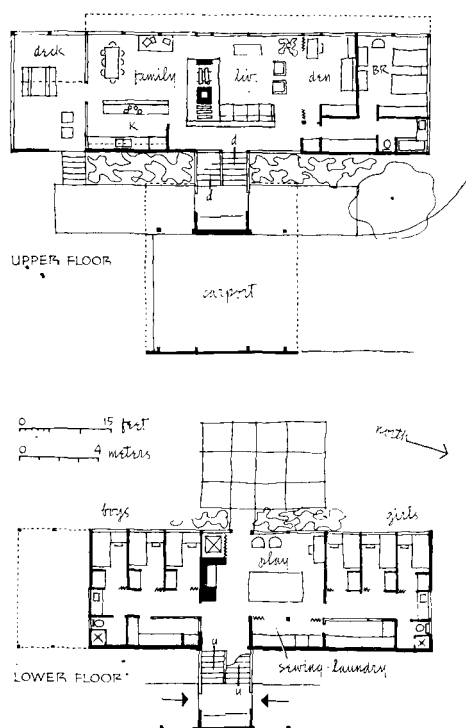 deck
family
liv.
den
BR
K
d
d
UPPER FLOOR
carport
0 15 feet
0 4 meters
north
boys
girls
play
u
u
sewing-laundry
LOWER FLOOR